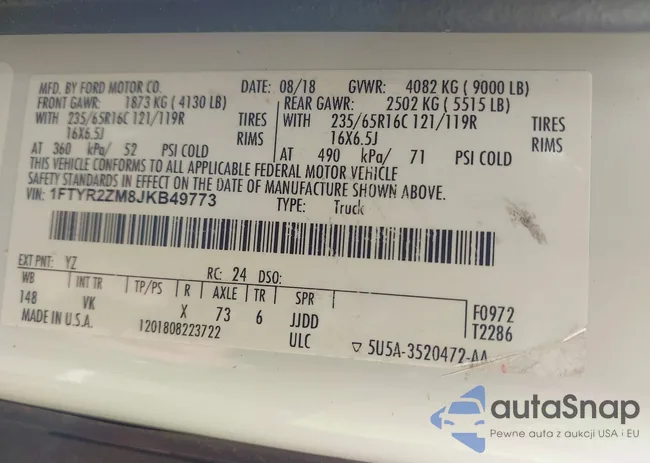 MFD. BY FORD MOTOR CO. DATE: 08/18 GVWR: 4082 KG ( 9000 LB)
FRONT GAWR: 1873 KG ( 4130 LB) REAR GAWR: 2502 KG ( 5515 LB)
WITH 235/65R16C 121/119R TIRES WITH 235/65R16C 121/119R TIRES
16X6.5J RIMS 16X6.5J RIMS
AT 360 kPa/ 52 PSI COLD AT 490 kPa/ 71 PSI COLD
THIS VEHICLE CONFORMS TO ALL APPLICABLE FEDERAL MOTOR VEHICLE
SAFETY STANDARDS IN EFFECT ON THE DATE OF MANUFACTURE SHOWN ABOVE.
VIN: 1FTYR2ZM8JKB49773 TYPE: Truck
EXT PNT: YZ RC: 24 DSO:
WB INT TR TP/PS R AXLE TR SPR
148 VK X 73 6 JJDD
F0972
T2286
MADE IN U.S.A. 1201808223722 ULC ▽ 5U5A-3520472-AA
autaSnap
Pewne auta z aukcji USA i EU